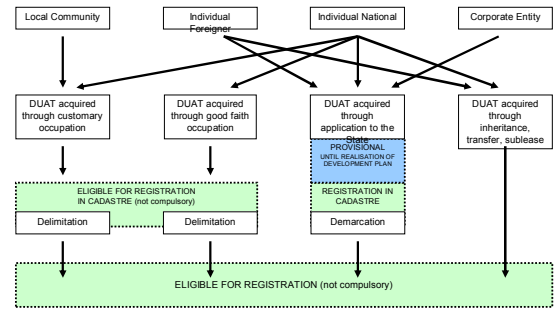 Local Community
Individual
Foreigner
Individual National
Corporate Entity
DUAT acquired
through customary
occupation
DUAT acquired
through good faith
occupation
DUAT acquired
through
application to the
State
DUAT acquired
through
inheritance,
transfer, sublease
PROVISIONAL
UNTIL REALISATION OF
DEVELOPMENT PLAN
ELIGIBLE FOR REGISTRATION
IN CADASTRE (not compulsory)
REGISTRATION IN
CADASTRE
Delimitation
Delimitation
Demarcation
ELIGIBLE FOR REGISTRATION (not compulsory)